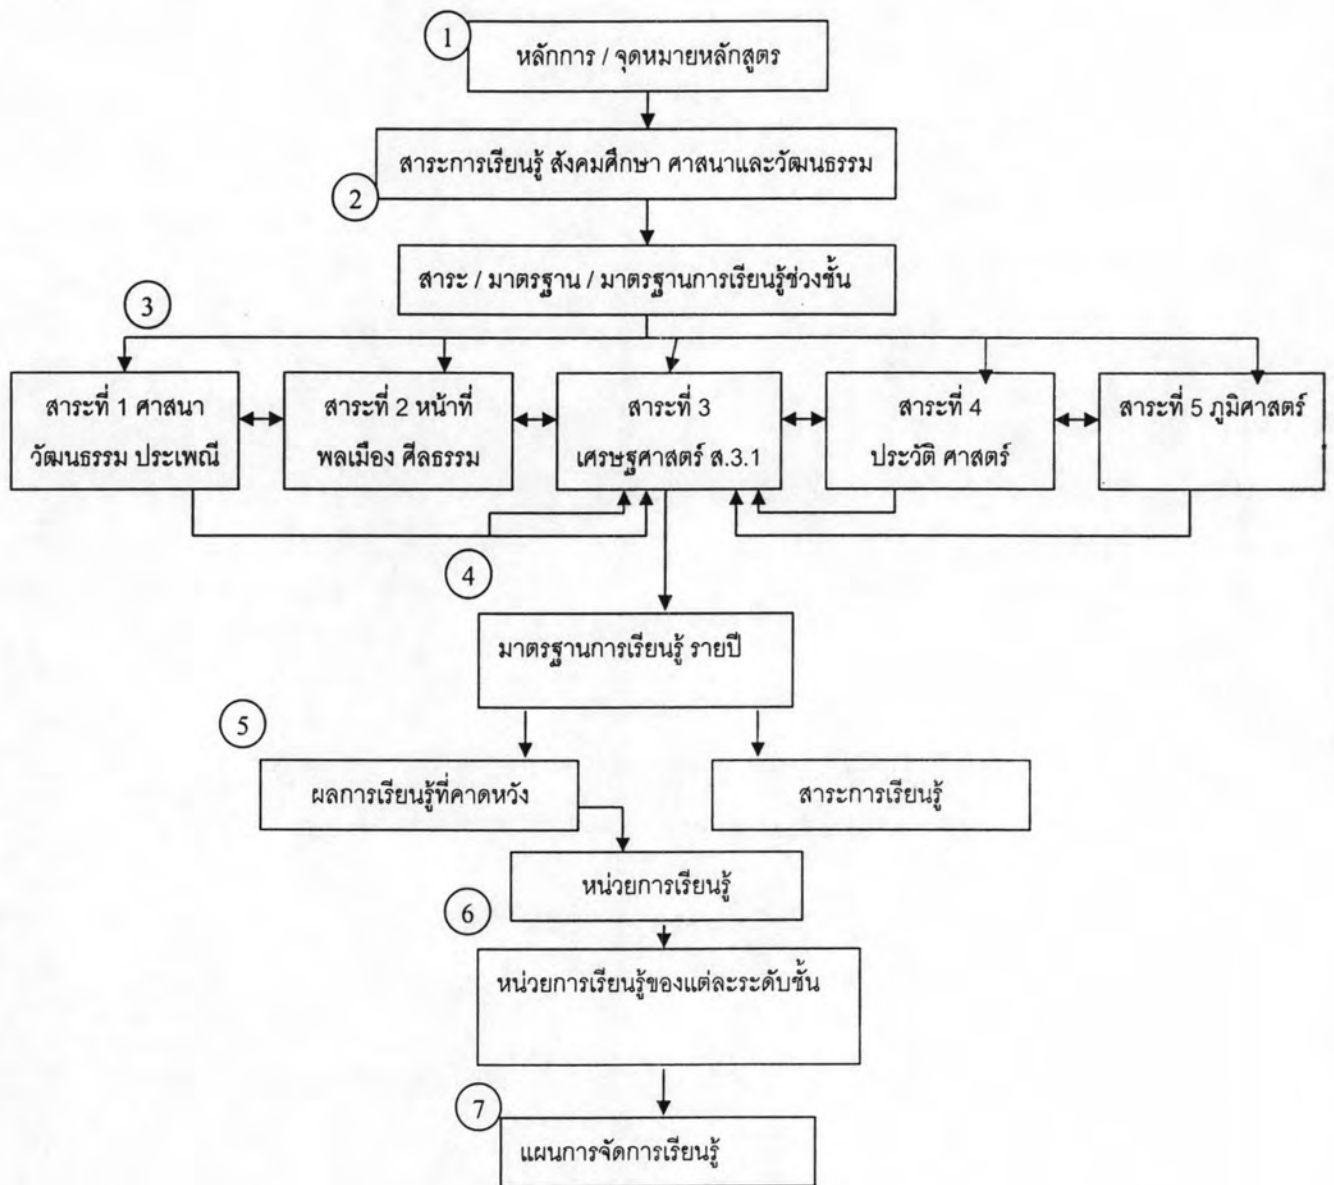 1
หลักการ / จุดหมายหลักสูตร
สาระการเรียนรู้ สังคมศึกษา ศาสนาและวัฒนธรรม
2
สาระ / มาตรฐาน / มาตรฐานการเรียนรู้ช่วงชั้น
3
สาระที่ 1 ศาสนา
วัฒนธรรม ประเพณี
สาระที่ 2 หน้าที่
พลเมือง ศีลธรรม
สาระที่ 3
เศรษฐศาสตร์ ส.3.1
สาระที่ 4
ประวัติ ศาสตร์
สาระที่ 5 ภูมิศาสตร์
4
มาตรฐานการเรียนรู้ รายปี
5
ผลการเรียนรู้ที่คาดหวัง
สาระการเรียนรู้
หน่วยการเรียนรู้
6
หน่วยการเรียนรู้ของแต่ละระดับชั้น
7
แผนการจัดการเรียนรู้